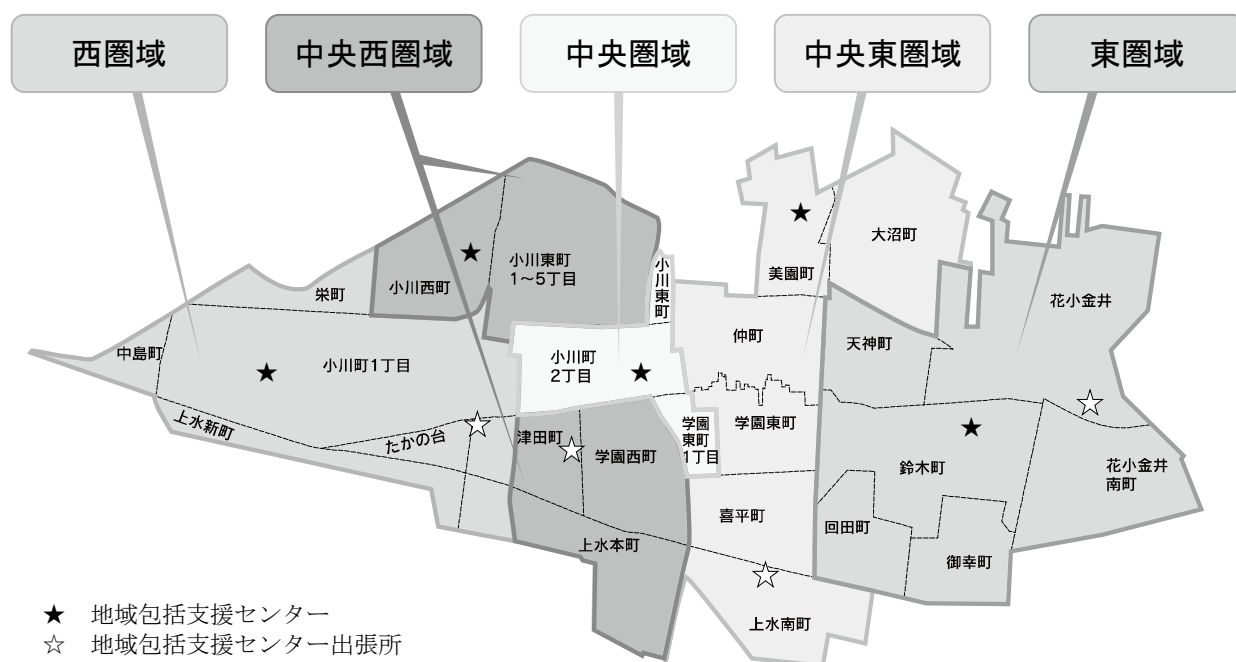 西圏域
中央西圏域
中央圏域
中央東圏域
東圏域
大沼町
美園町
小川東町
1〜5丁目
小川東町
小川西町
栄町
花小金井
中島町
小川町1丁目
小川町
2丁目
仲町
天神町
上水新町
たかの台
津田町
学園西町
学園
東町
1丁目
学園東町
鈴木町
花小金井
南町
喜平町
回田町
上水本町
御幸町
上水南町
★ 地域包括支援センター
☆ 地域包括支援センター出張所